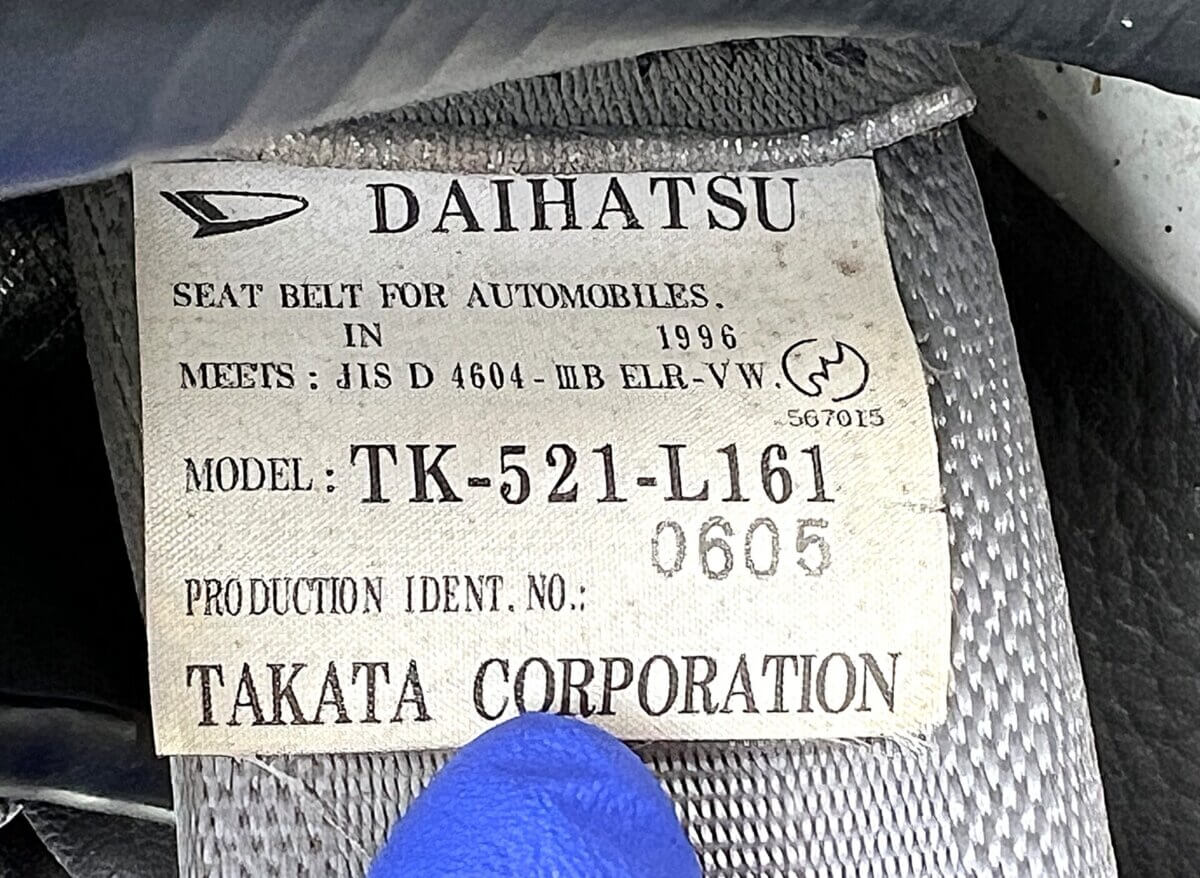 DAIHATSU
SEAT BELT FOR AUTOMOBILES.
IN 1996
MEETS : JIS D 4604-ⅢB ELR-VW.
567015
MODEL : TK-521-L161
0605
PRODUCTION IDENT. NO.:
TAKATA CORPORATION